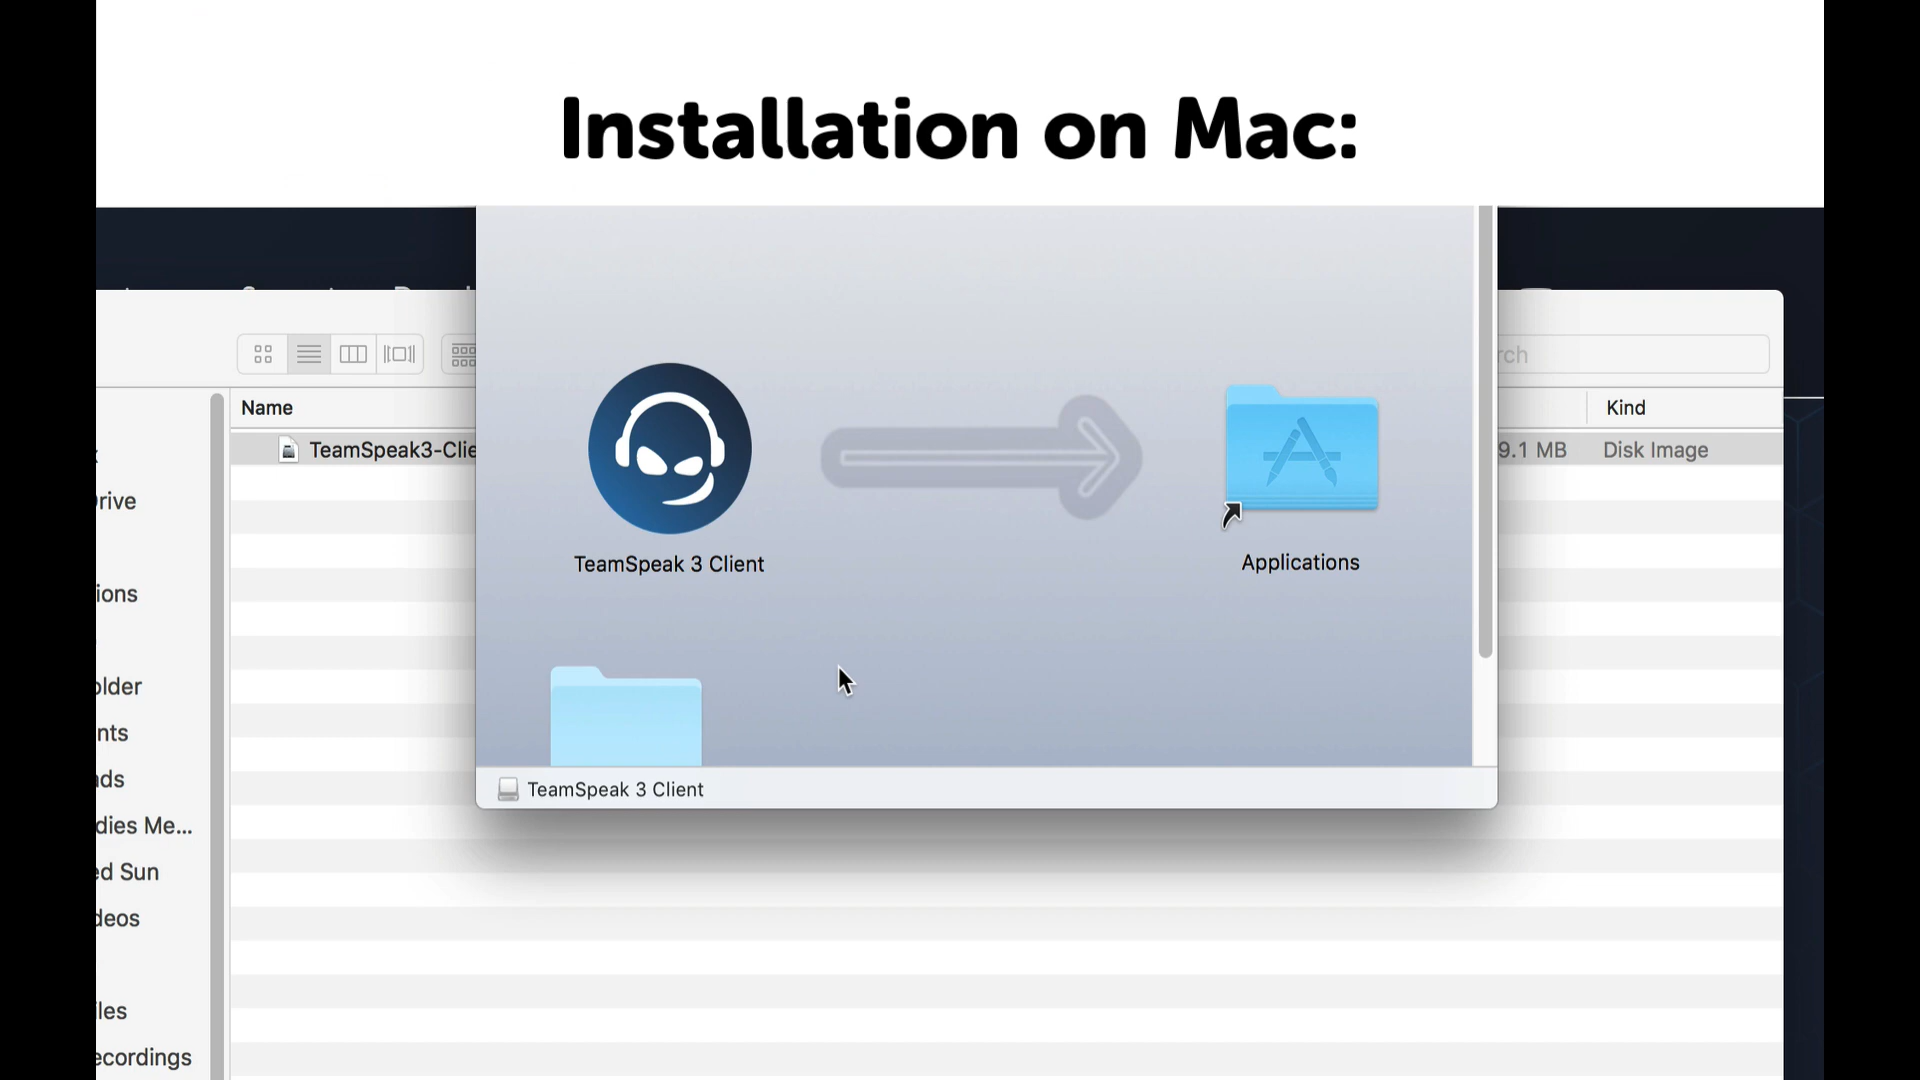 Installation on Mac:
rch
Name
Kind
TeamSpeak3-Clie
9.1 MB
Disk Image
rive
ions
TeamSpeak 3 Client
Applications
older
nts
ads
TeamSpeak 3 Client
dies Me...
ed Sun
deos
iles
ecordings